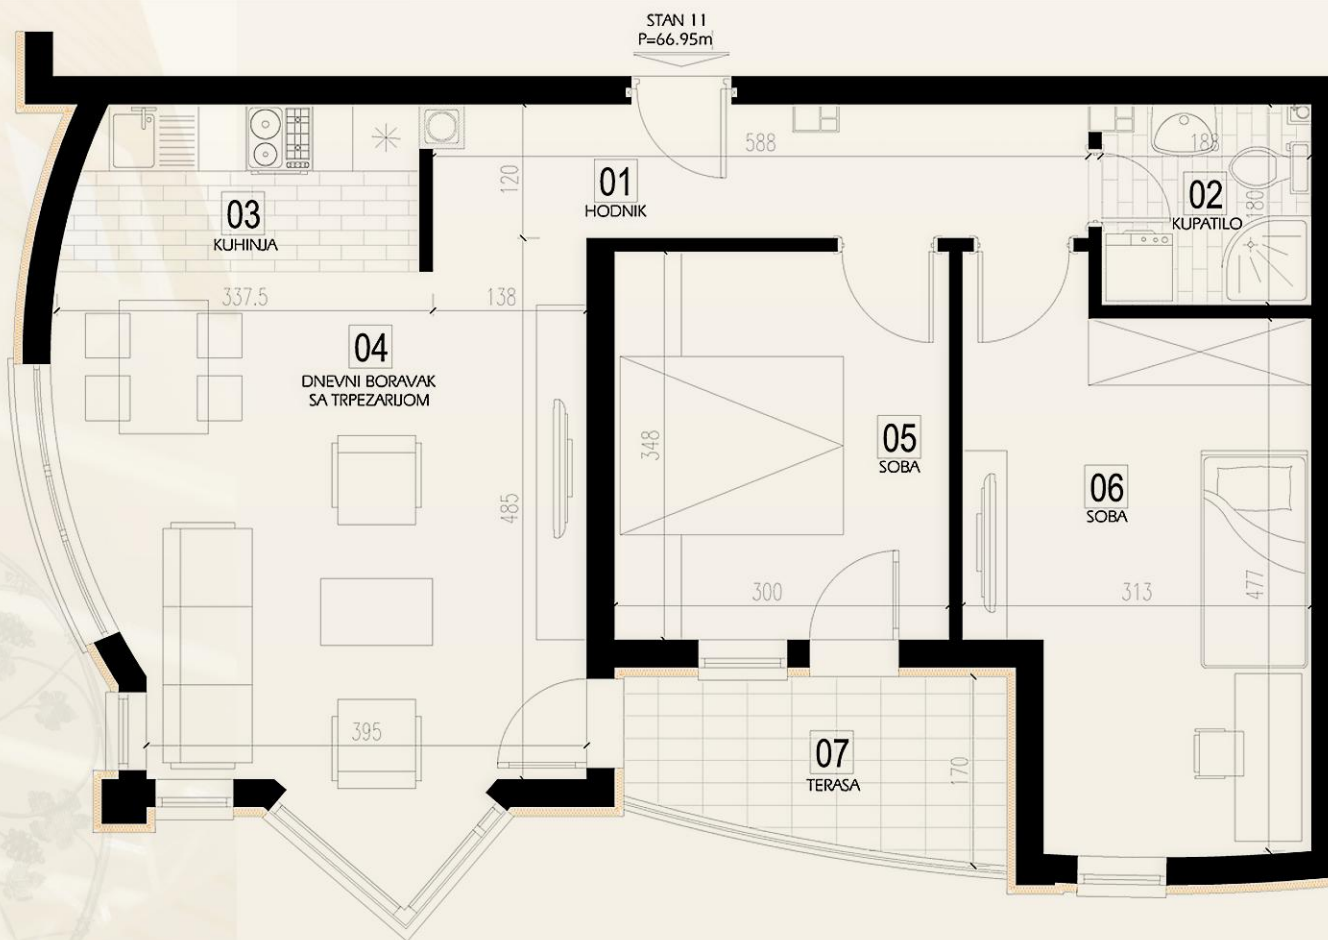 STAN 11
P=66.95m
588
188
120
01
HODNIK
02
KUPATILO
180
03
KUHINJA
337.5
138
04
DNEVNI BORAVAK
SA TRPEZARIJOM
348
05
SOBA
485
06
SOBA
477
300
313
395
07
TERASA
170